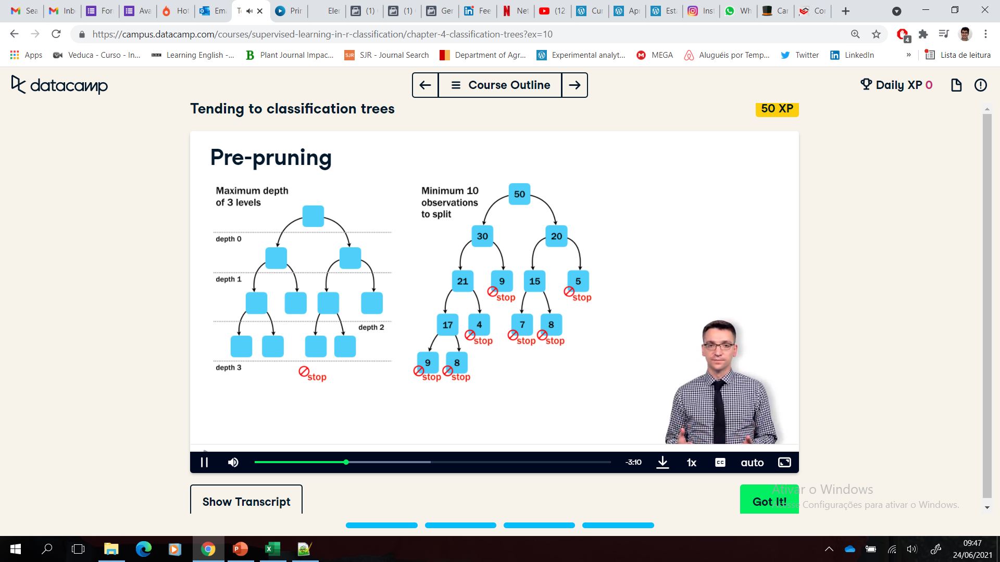 Sea
Inb
For
Ava
Hot
Ema
Te
Prir
Eler
(1)
(1)
Ger
Fee
Net
(12
Cur
Apr
Est
Inst
Wh
Car
Cor
https://campus.datacamp.com/courses/supervised-learning-in-r-classification/chapter-4-classification-trees?ex=10
4
Apps
Veduca - Curso - In...
BBC Learning English -...
B Plant Journal Impac...
SJR SJR - Journal Search
Department of Agr...
Experimental analyt...
M MEGA
Aluguéis por Temp...
Twitter
in LinkedIn
»
Lista de leitura
datacamp
Course Outline
Daily XP 0
Tending to classification trees
50 XP
Pre-pruning
Maximum depth
of 3 levels
depth 0
depth 1
depth 2
depth 3
stop
Minimum 10
observations
to split
50
30
20
21
9
15
5
stop
stop
17
4
7
8
stop
stop
stop
9
8
stop
stop
-3:10
1x
CC
auto
Show Transcript
Got It!
Ativar o Windows
Acesse Configurações para ativar o Windows.
09:47
24/06/2021